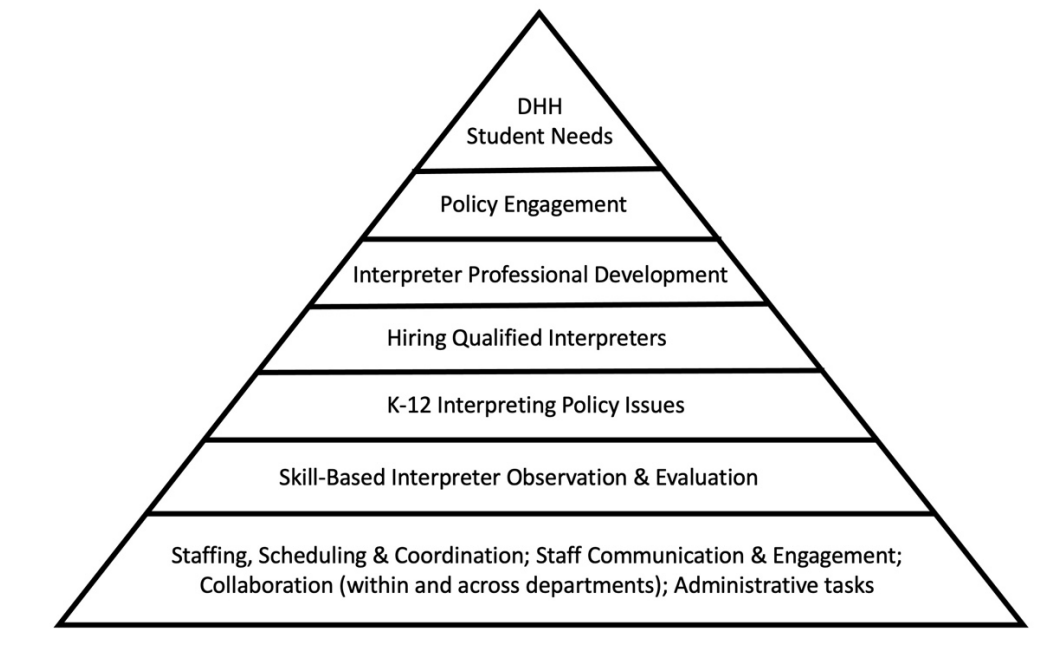 DHH
Student Needs
Policy Engagement
Interpreter Professional Development
Hiring Qualified Interpreters
K-12 Interpreting Policy Issues
Skill-Based Interpreter Observation & Evaluation
Staffing, Scheduling & Coordination; Staff Communication & Engagement;
Collaboration (within and across departments); Administrative tasks